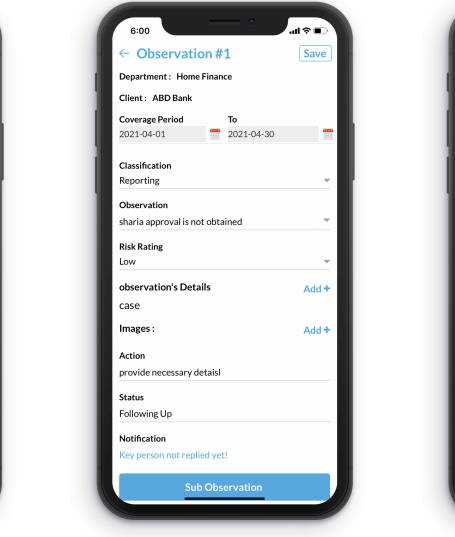 6:00
← Observation #1 Save
Department : Home Finance
Client : ABD Bank
Coverage Period To
2021-04-01 2021-04-30
Classification
Reporting
Observation
sharia approval is not obtained
Risk Rating
Low
observation's Details Add +
case
Images : Add +
Action
provide necessary detaisl
Status
Following Up
Notification
Key person not replied yet!
Sub Observation